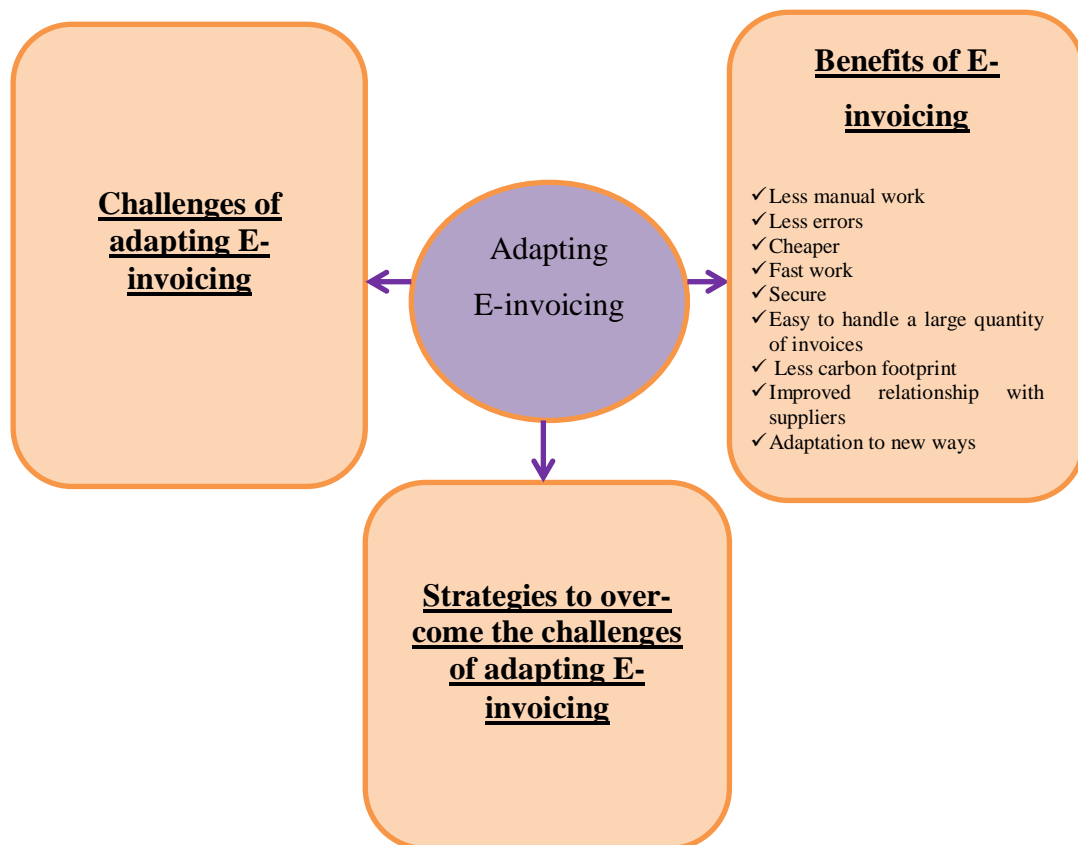 Challenges of
adapting E-
invoicing
Adapting
E-invoicing
Benefits of E-
invoicing
✓Less manual work
✓Less errors
✓Cheaper
✓Fast work
✓Secure
✓Easy to handle a large quantity
of invoices
✓ Less carbon footprint
✓Improved relationship with
suppliers
✓Adaptation to new ways
Strategies to over-
come the challenges
of adapting E-
invoicing